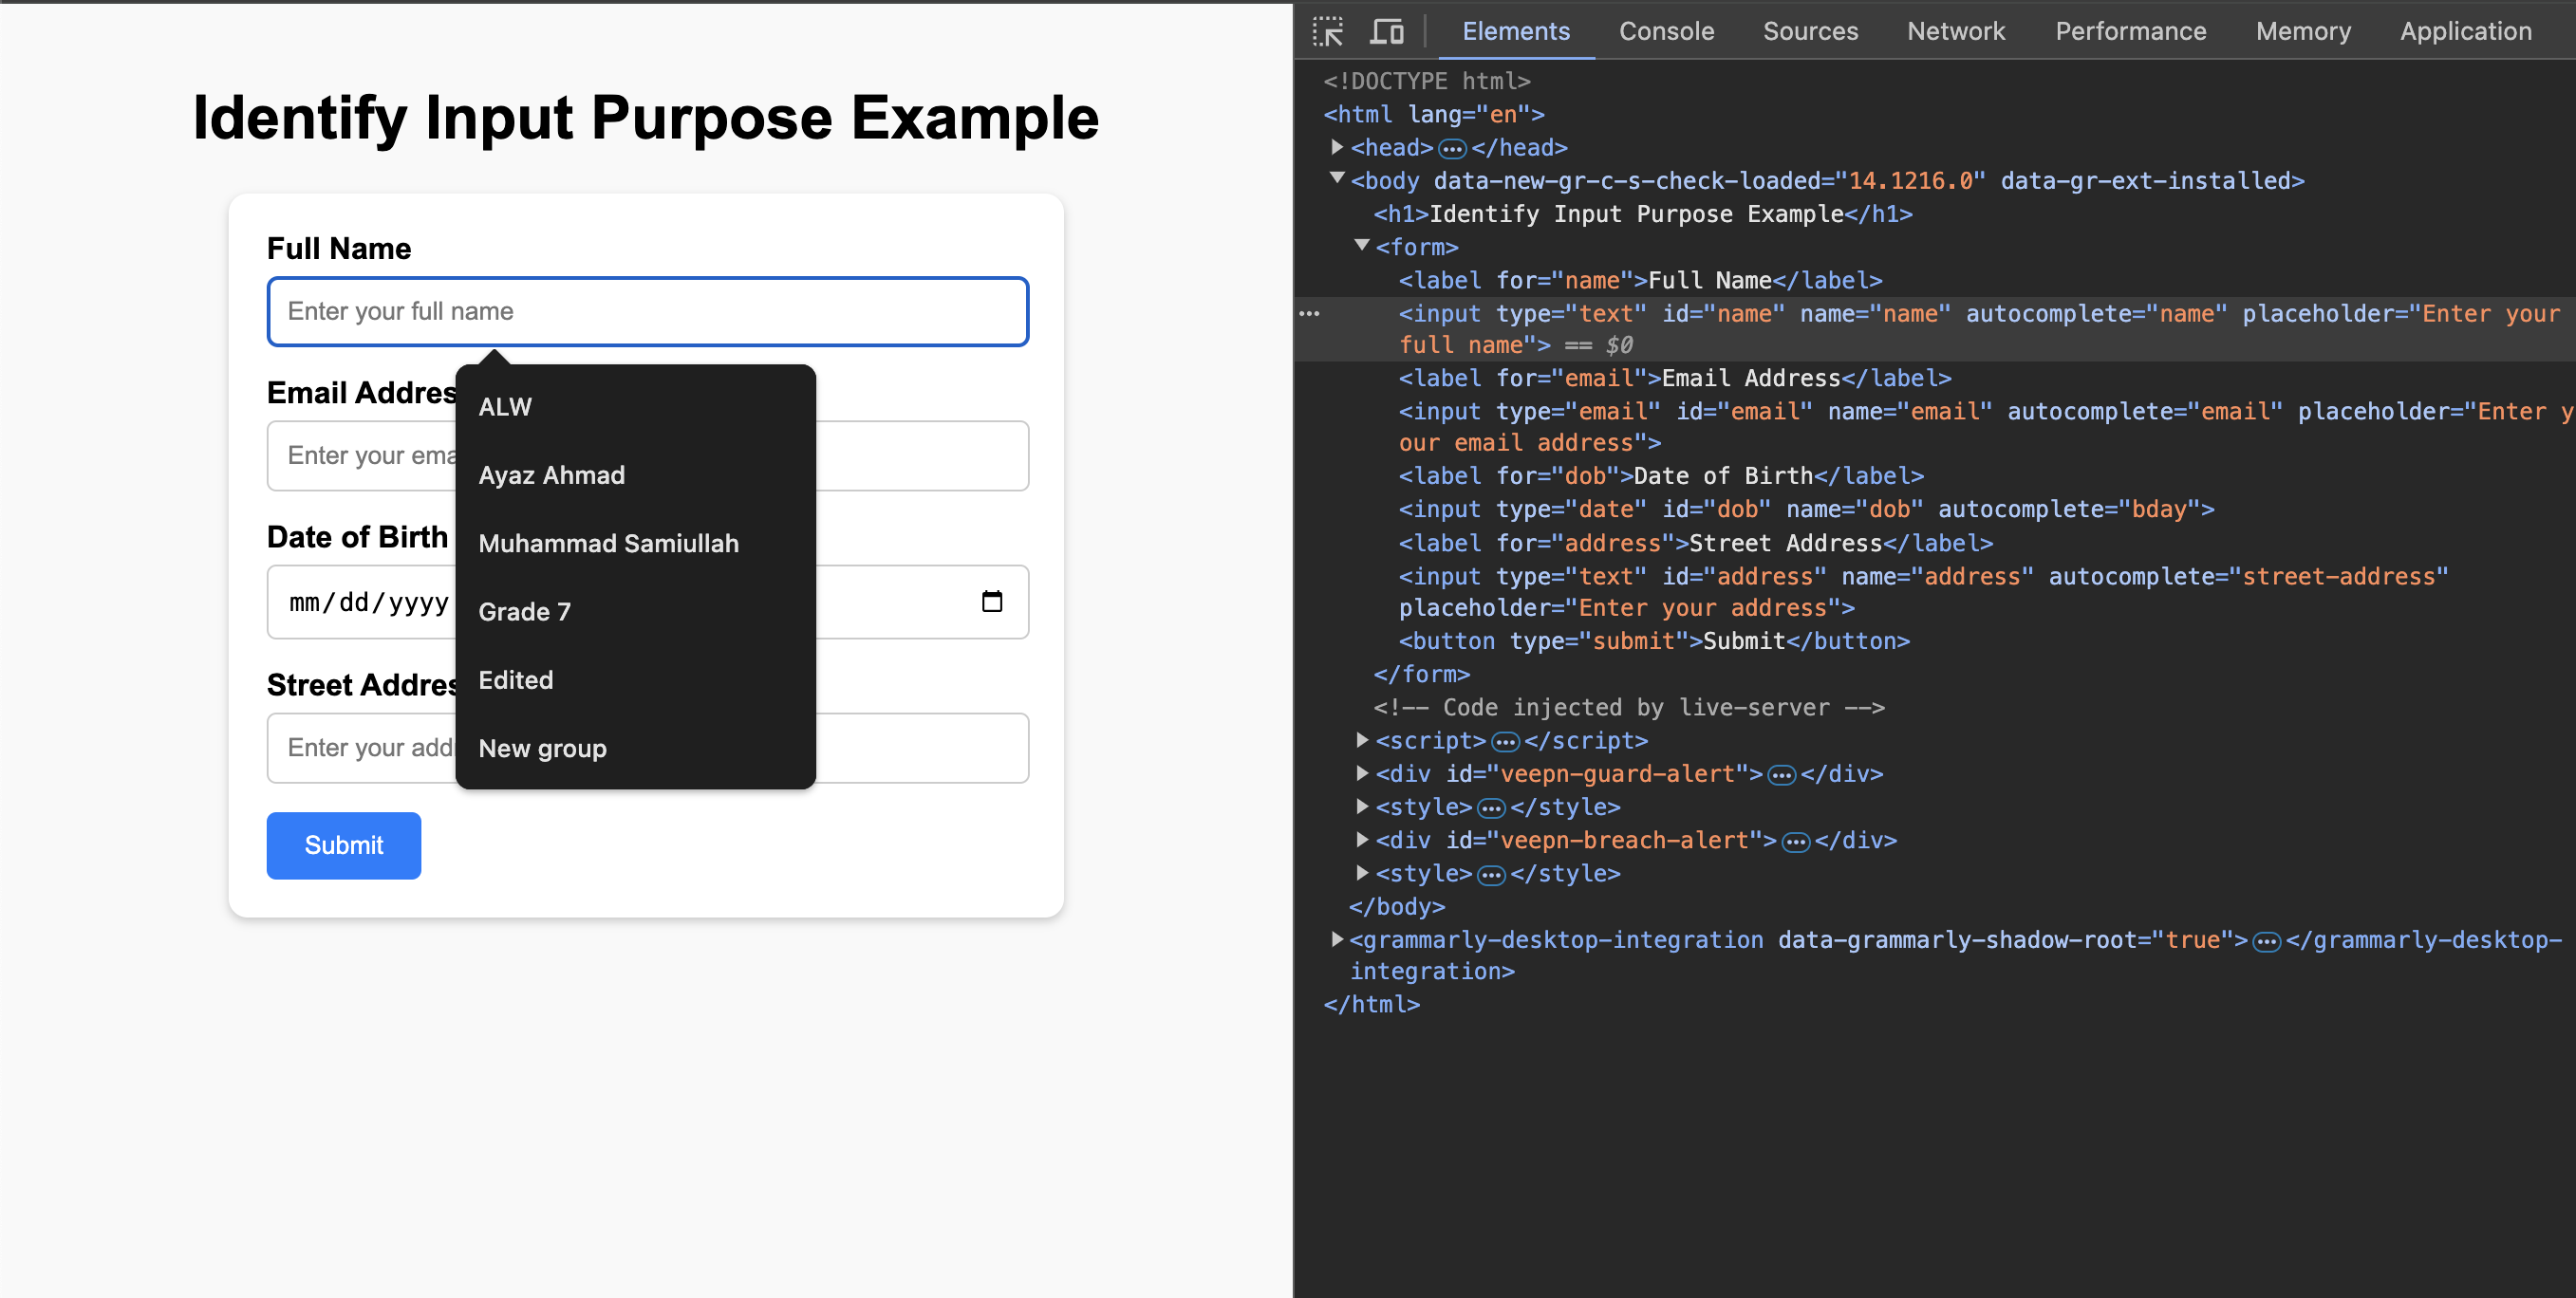 Identify Input Purpose Example
Full Name
Enter your full name
ALW
Ayaz Ahmad
Muhammad Samiullah
Grade 7
Edited
New group
Email Addres
Enter your ema
Date of Birth
mm/dd/yyyy
Street Addres
Enter your add
Submit
Elements Console Sources Network Performance Memory Application
<!DOCTYPE html>
<html lang="en">
<head> ••• </head>
<body data-new-gr-c-s-check-loaded="14.1216.0" data-gr-ext-installed>
<h1>Identify Input Purpose Example</h1>
<form>
<label for="name">Full Name</label>
••• <input type="text" id="name" name="name" autocomplete="name" placeholder="Enter your
full name"> == $0
<label for="email">Email Address</label>
<input type="email" id="email" name="email" autocomplete="email" placeholder="Enter y
our email address">
<label for="dob">Date of Birth</label>
<input type="date" id="dob" name="dob" autocomplete="bday">
<label for="address">Street Address</label>
<input type="text" id="address" name="address" autocomplete="street-address"
placeholder="Enter your address">
<button type="submit">Submit</button>
</form>
<!-- Code injected by live-server -->
<script> ••• </script>
<div id="veepn-guard-alert"> ••• </div>
<style> ••• </style>
<div id="veepn-breach-alert"> ••• </div>
<style> ••• </style>
</body>
<grammarly-desktop-integration data-grammarly-shadow-root="true"> ••• </grammarly-desktop-
integration>
</html>